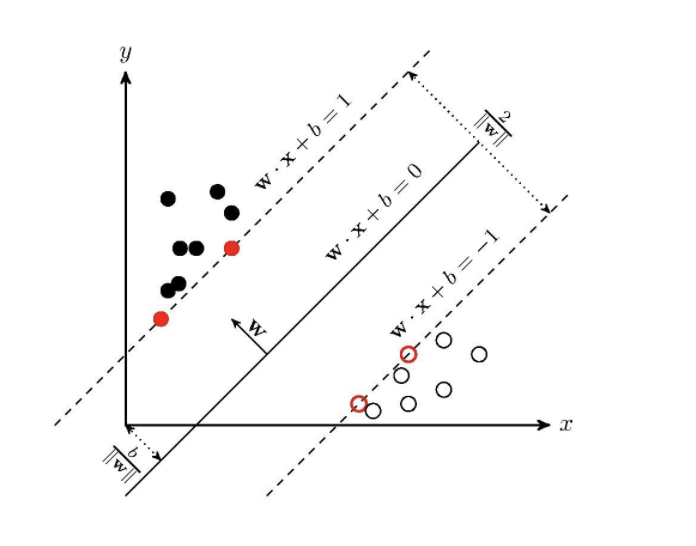 y
w · x + b = 1
2
‖w‖
w · x + b = 0
w · x + b = −1
w
x
b
‖w‖